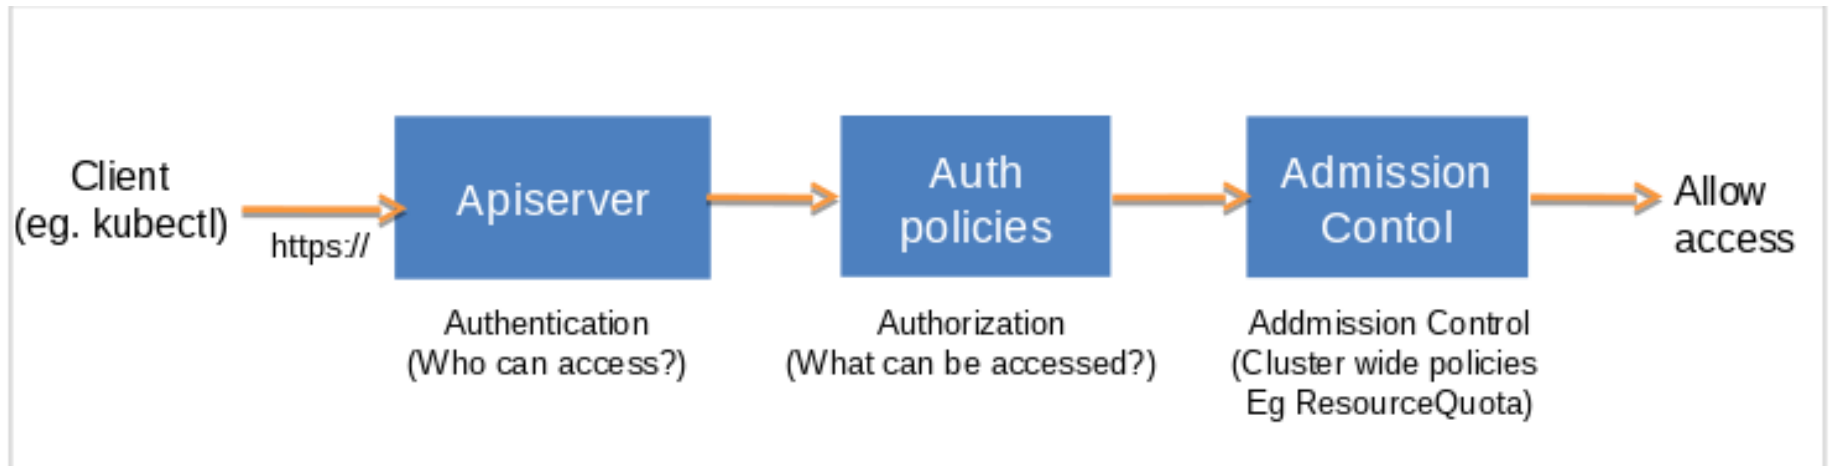 Client
(eg. kubectl)
https://
Apiserver
Authentication
(Who can access?)
Auth
policies
Authorization
(What can be accessed?)
Admission
Contol
Addmission Control
(Cluster wide policies
Eg ResourceQuota)
Allow
access